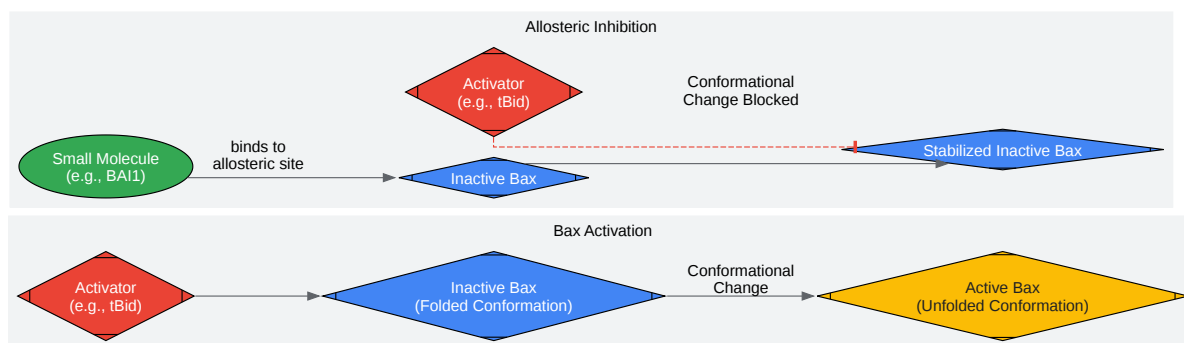 Allosteric Inhibition
Activator
(e.g., tBid)
Conformational
Change Blocked
Small Molecule
(e.g., BAI1)
binds to
allosteric site
Inactive Bax
Stabilized Inactive Bax
Bax Activation
Activator
(e.g., tBid)
Inactive Bax
(Folded Conformation)
Conformational
Change
Active Bax
(Unfolded Conformation)